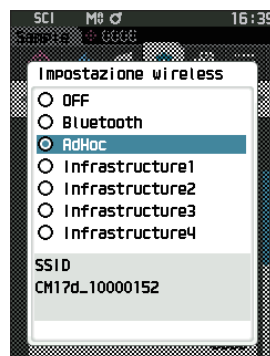 SCI M0 16:39
Sample 0000
Impostazione wireless
OFF
Bluetooth
AdHoc
Infrastructure1
Infrastructure2
Infrastructure3
Infrastructure4
SSID
CM17d_10000152